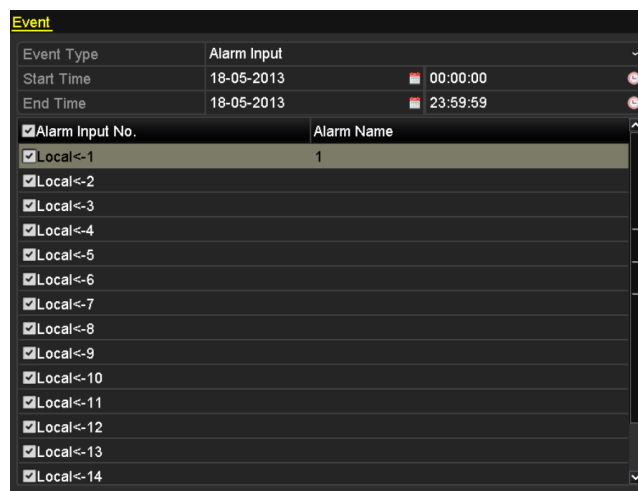 Event
Event Type Alarm Input
Start Time 18-05-2013 00:00:00
End Time 18-05-2013 23:59:59
Alarm Input No. Alarm Name
Local<-1 1
Local<-2
Local<-3
Local<-4
Local<-5
Local<-6
Local<-7
Local<-8
Local<-9
Local<-10
Local<-11
Local<-12
Local<-13
Local<-14